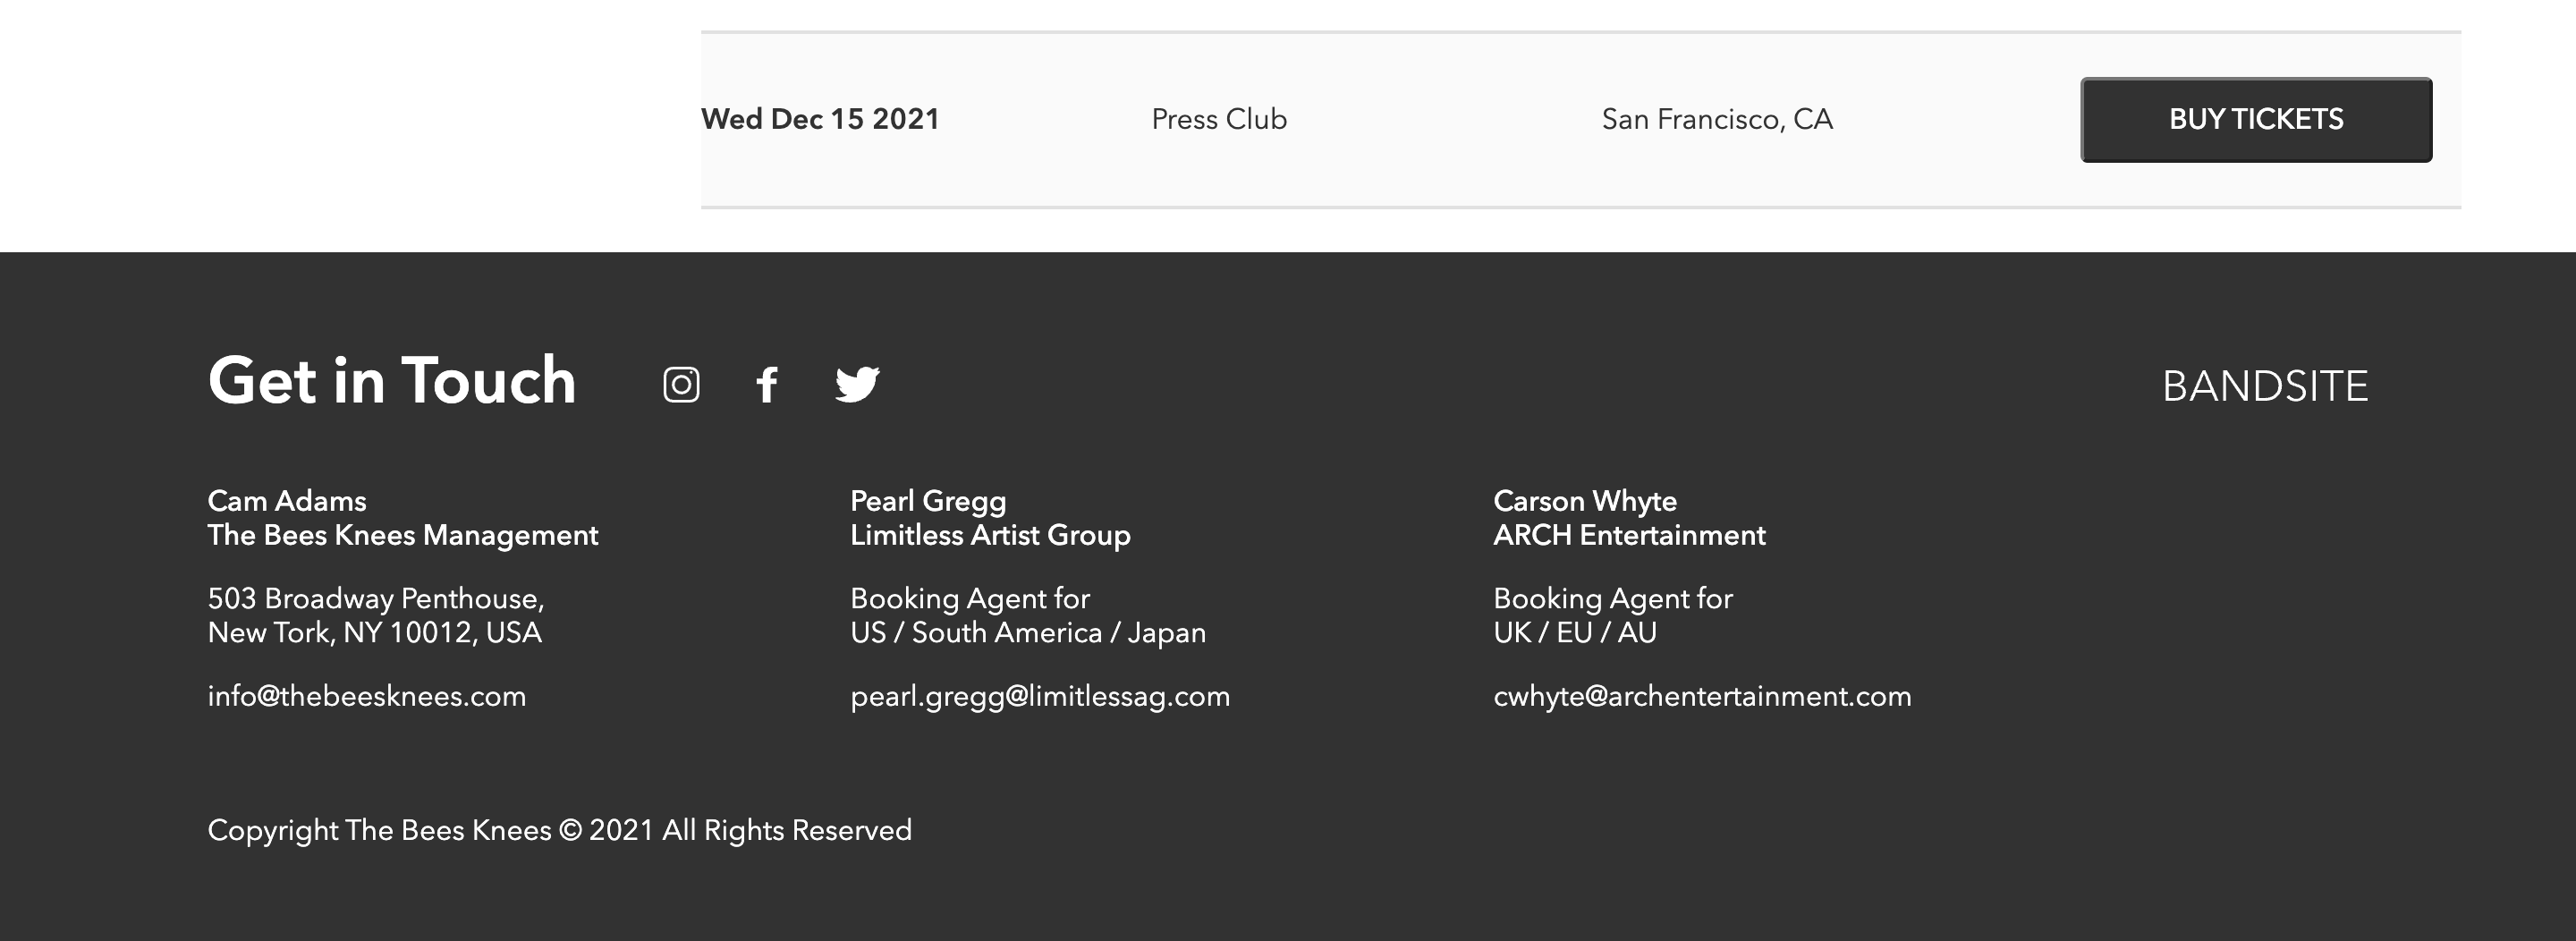 Wed Dec 15 2021 Press Club San Francisco, CA BUY TICKETS
Get in Touch BANDSITE
Cam Adams
The Bees Knees Management
503 Broadway Penthouse,
New Tork, NY 10012, USA
info@thebeesknees.com
Pearl Gregg
Limitless Artist Group
Booking Agent for
US / South America / Japan
pearl.gregg@limitlessag.com
Carson Whyte
ARCH Entertainment
Booking Agent for
UK / EU / AU
cwhyte@archentertainment.com
Copyright The Bees Knees © 2021 All Rights Reserved